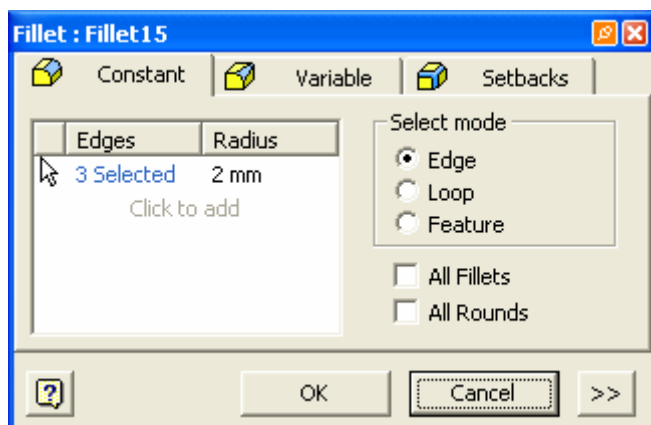 Fillet : Fillet15
Constant Variable Setbacks
Edges Radius
3 Selected 2 mm
Click to add
Select mode
Edge
Loop
Feature
All Fillets
All Rounds
? OK Cancel >>